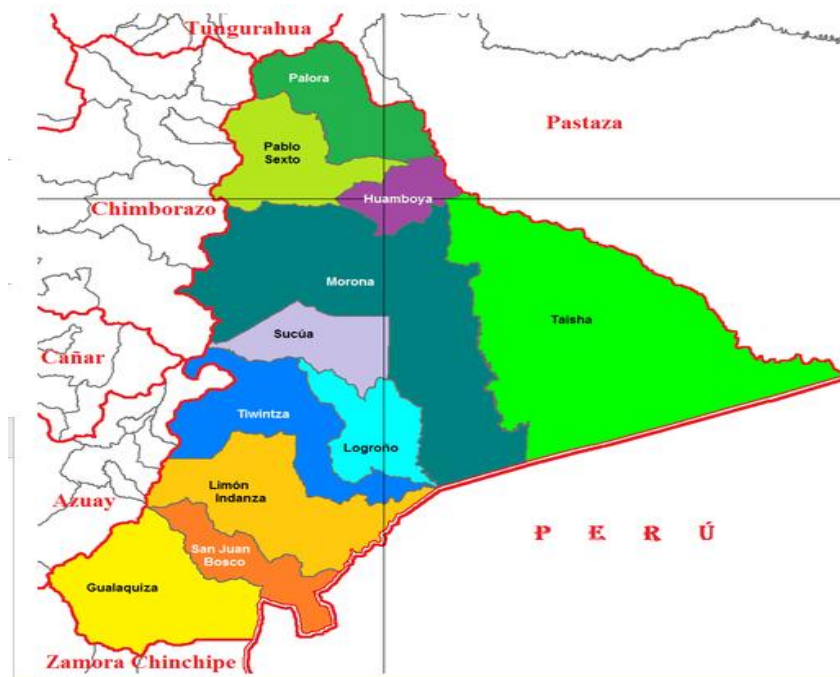 Tungurahua
Palora
Pastaza
Pablo
Sexto
Huamboya
Chimborazo
Morona
Taisha
Sucúa
Cañar
Tiwintza
Logroño
Limón
Indanza
Azuay
PERÚ
San Juan
Bosco
Gualaquiza
Zamora Chinchipe